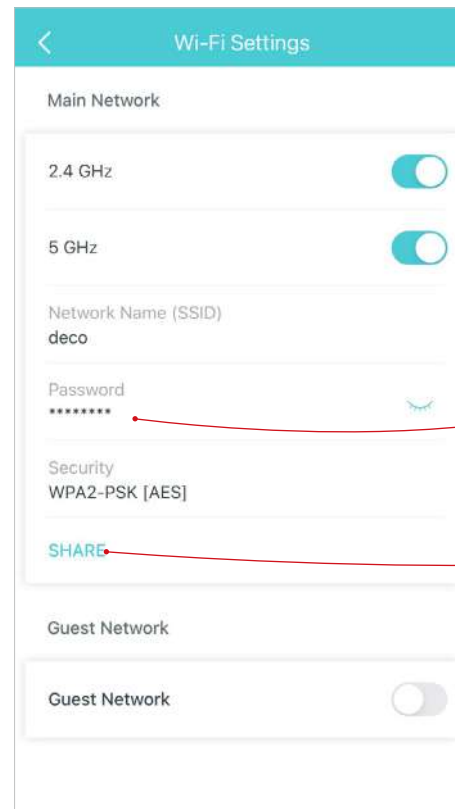 Wi-Fi Settings
Main Network
2.4 GHz
5 GHz
Network Name (SSID)
deco
Password
********
Security
WPA2-PSK [AES]
SHARE
Guest Network
Guest Network